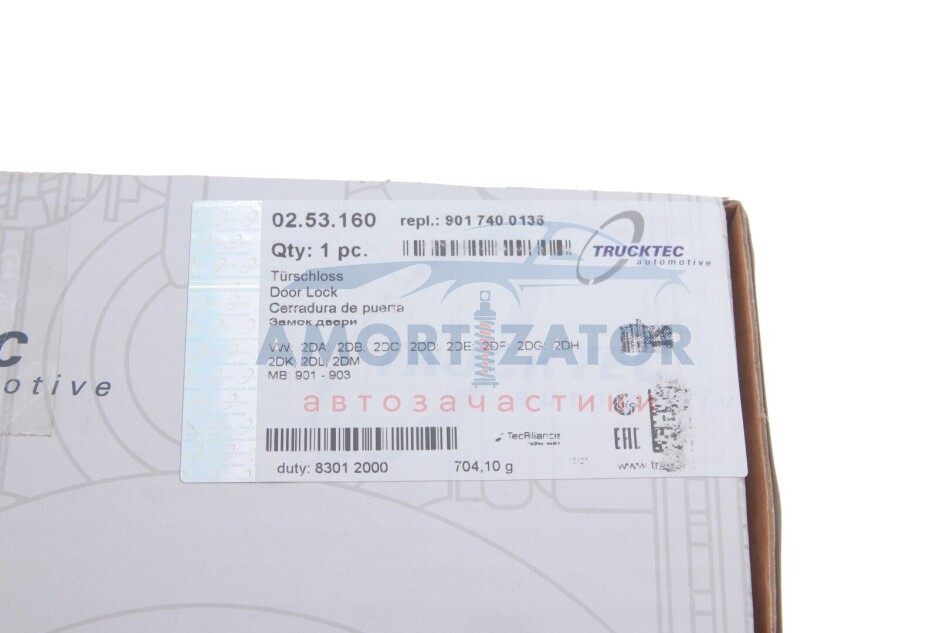 02.53.160 repl.: 901 740 0135
Qty: 1 pc.
TRUCKTEC
automotive
Türschloss
Door Lock
Cerradura de puerta
Замок двери
VW: 2DA; 2DB; 2DC; 2DD; 2DE; 2DF; 2DG; 2DH;
2DK; 2DL; 2DM
MB: 901 - 903
AMORTIZATOR
автозачастини
TecAlliance
EAC
duty: 8301 2000 704,10 g
c
omotive